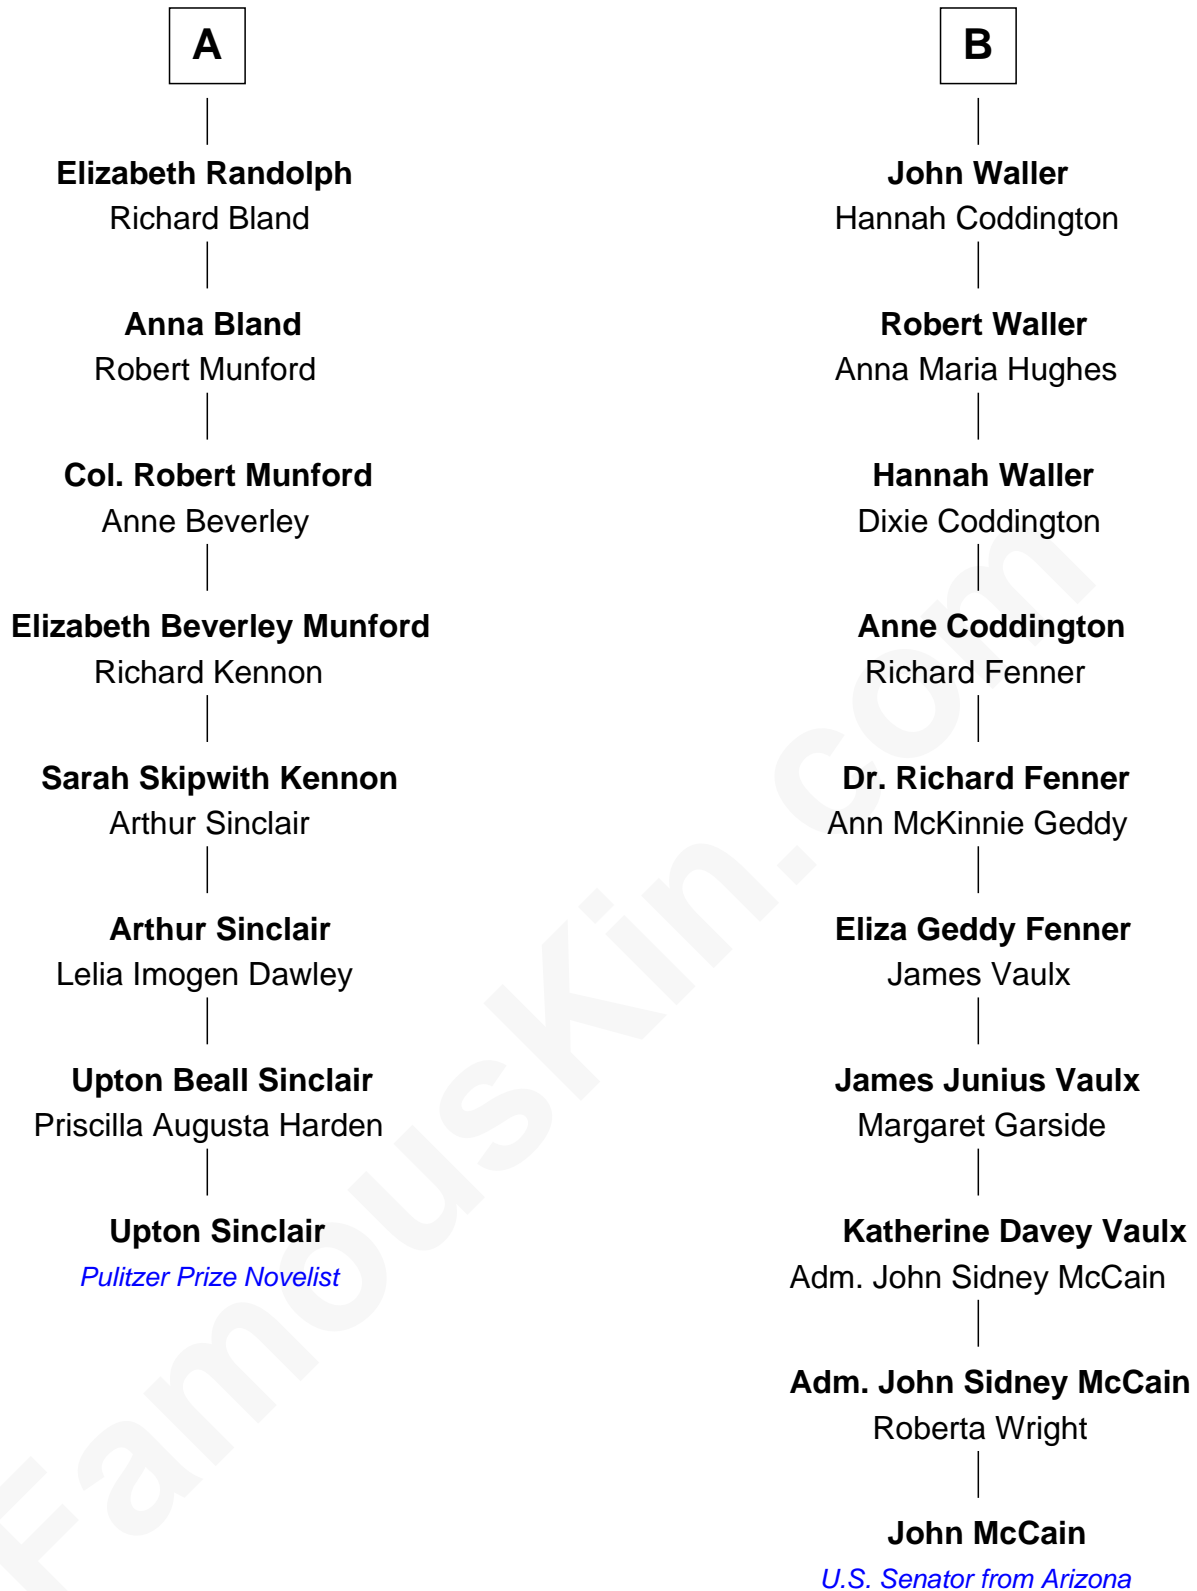 A
Elizabeth Randolph
Richard Bland
Anna Bland
Robert Munford
Col. Robert Munford
Anne Beverley
Elizabeth Beverley Munford
Richard Kennon
Sarah Skipwith Kennon
Arthur Sinclair
Arthur Sinclair
Lelia Imogen Dawley
Upton Beall Sinclair
Priscilla Augusta Harden
Upton Sinclair
Pulitzer Prize Novelist
B
John Waller
Hannah Coddington
Robert Waller
Anna Maria Hughes
Hannah Waller
Dixie Coddington
Anne Coddington
Richard Fenner
Dr. Richard Fenner
Ann McKinnie Geddy
Eliza Geddy Fenner
James Vaulx
James Junius Vaulx
Margaret Garside
Katherine Davey Vaulx
Adm. John Sidney McCain
Adm. John Sidney McCain
Roberta Wright
John McCain
U.S. Senator from Arizona
FamousKin.com